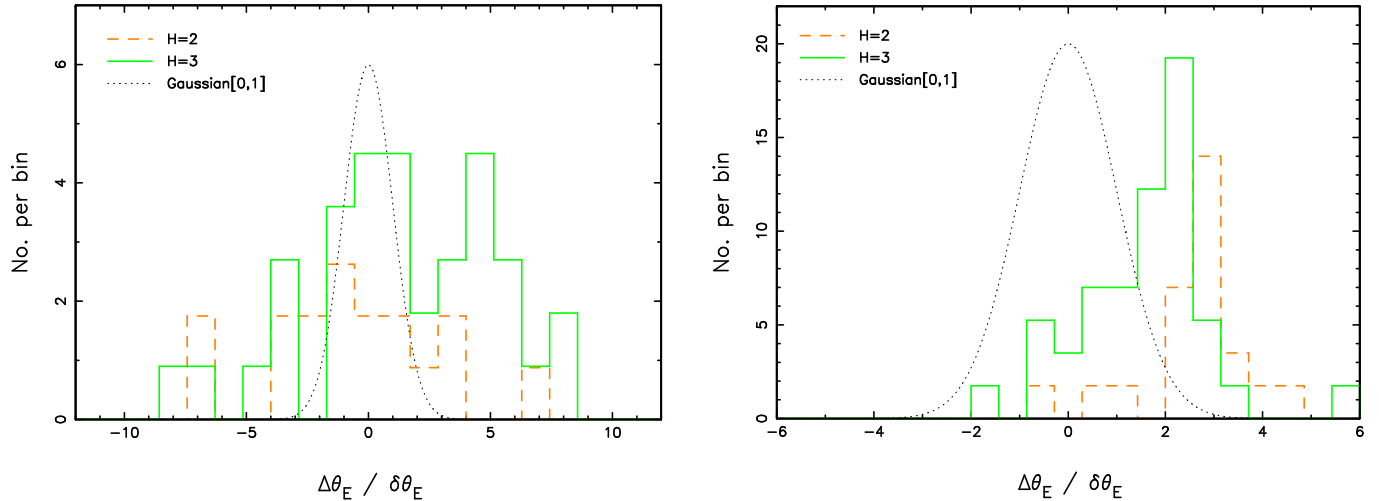 H=2
H=3
Gaussian[0,1]
No. per bin
0
2
4
6
−10
−5
0
5
10
Δθ_E / δθ_E
H=2
H=3
Gaussian[0,1]
No. per bin
0
5
10
15
20
−6
−4
−2
0
2
4
6
Δθ_E / δθ_E